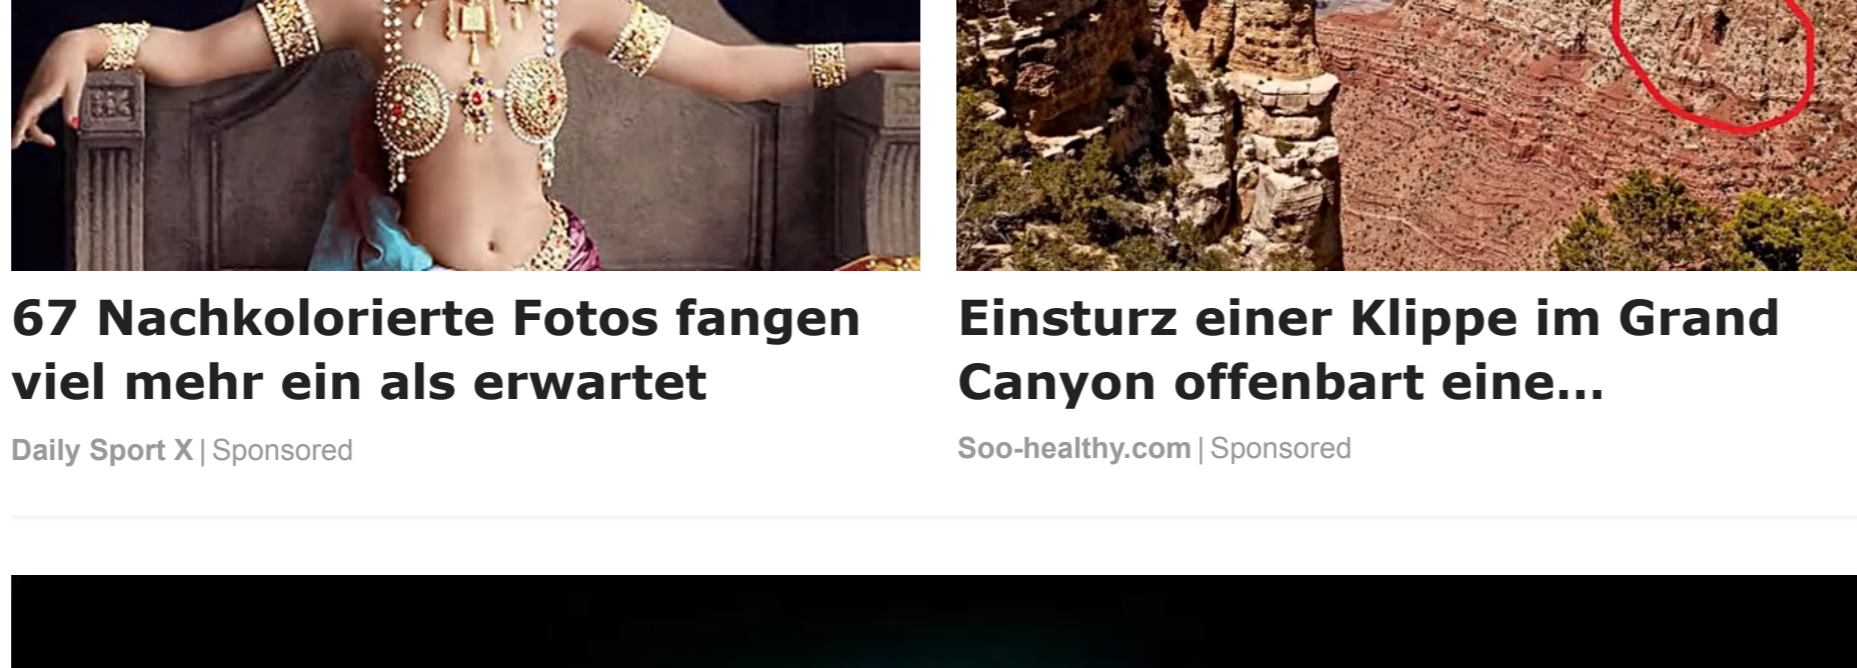 67 Nachkolorierte Fotos fangen
viel mehr ein als erwartet
Daily Sport X | Sponsored
Einsturz einer Klippe im Grand
Canyon offenbart eine...
Soo-healthy.com | Sponsored